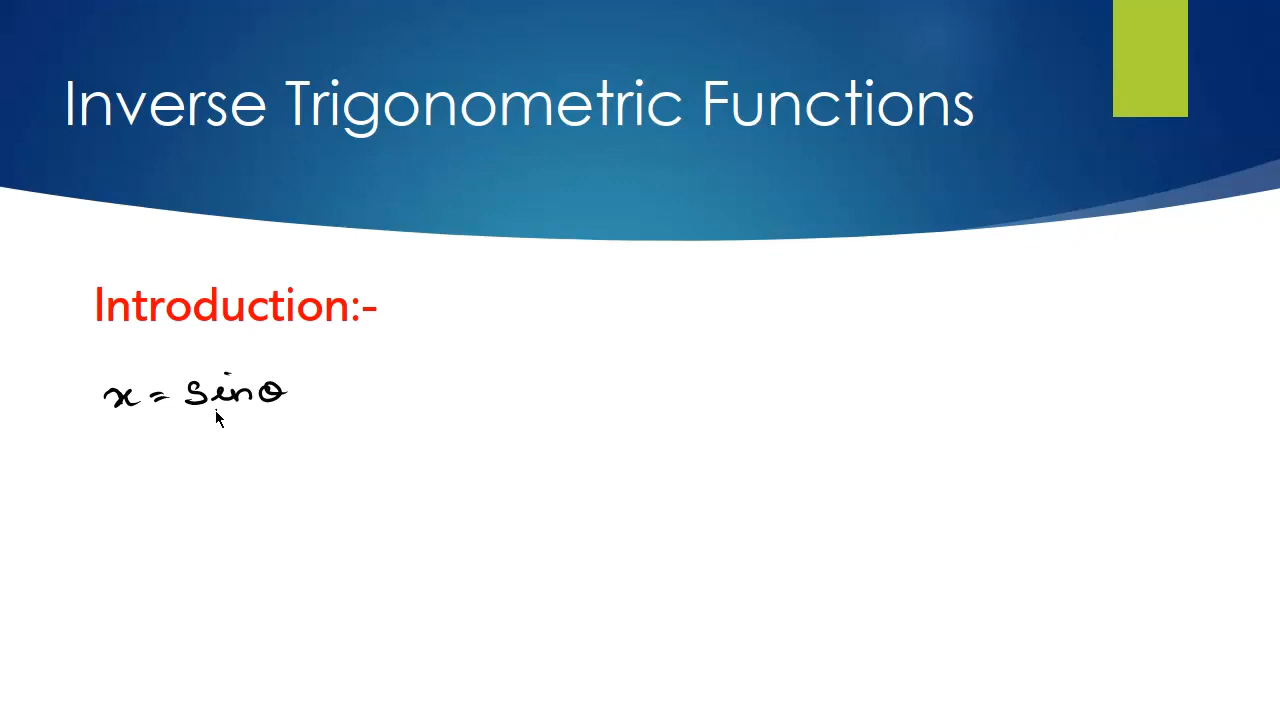 Inverse Trigonometric Functions
Introduction:-
x = sinθ